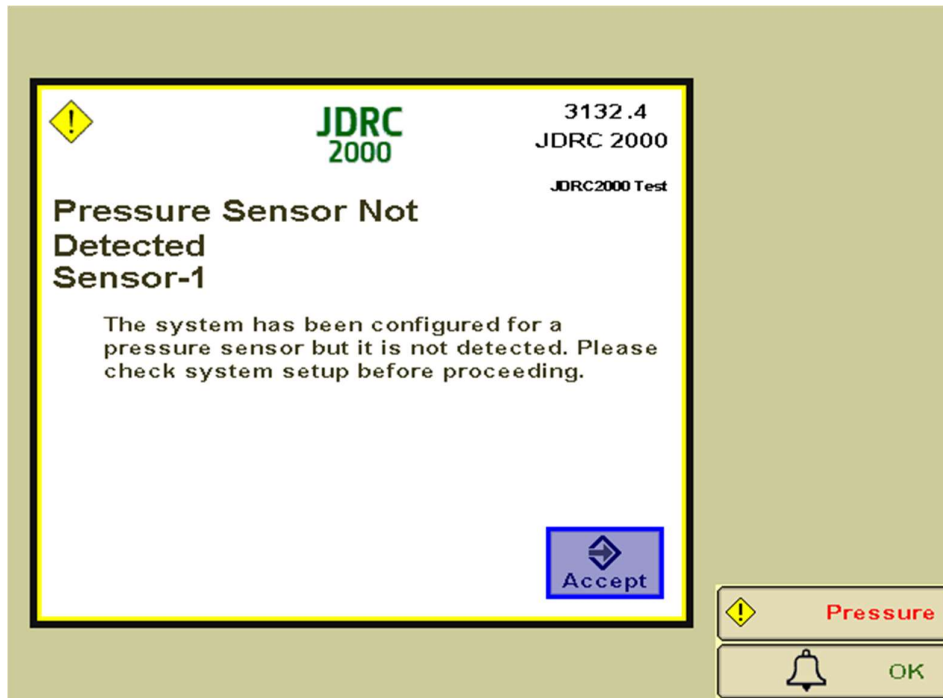 JDRC
2000
3132.4
JDRC 2000
JDRC2000 Test
Pressure Sensor Not
Detected
Sensor-1
The system has been configured for a
pressure sensor but it is not detected. Please
check system setup before proceeding.
Accept
Pressure
OK